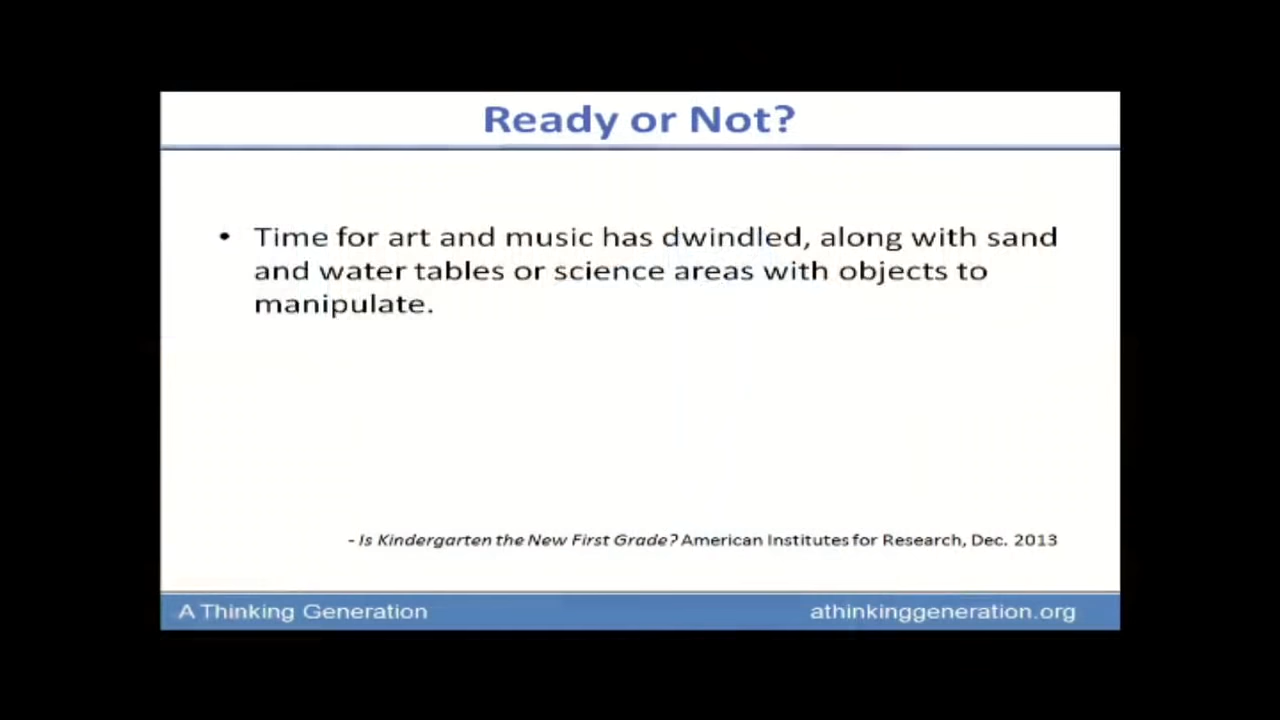 Ready or Not?
• Time for art and music has dwindled, along with sand
and water tables or science areas with objects to
manipulate.
- Is Kindergarten the New First Grade? American Institutes for Research, Dec. 2013
A Thinking Generation
athinkinggeneration.org